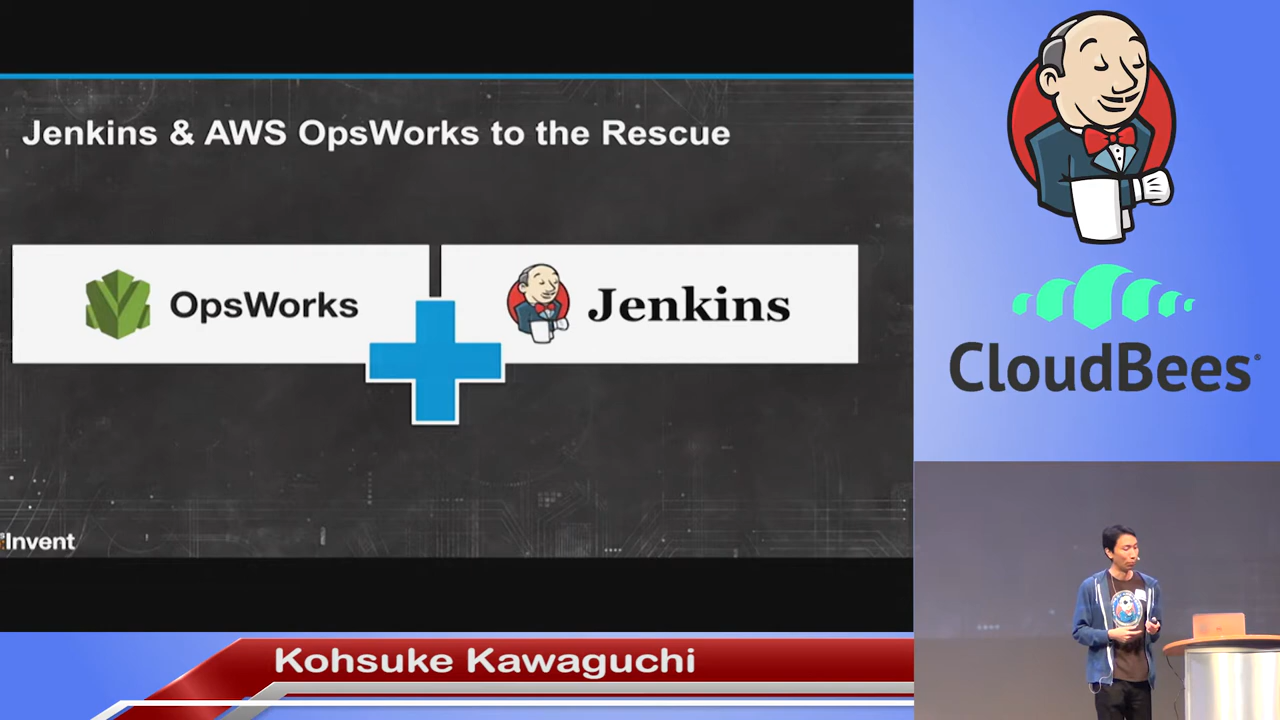 Jenkins & AWS OpsWorks to the Rescue
OpsWorks
Jenkins
Invent
CloudBees
Kohsuke Kawaguchi